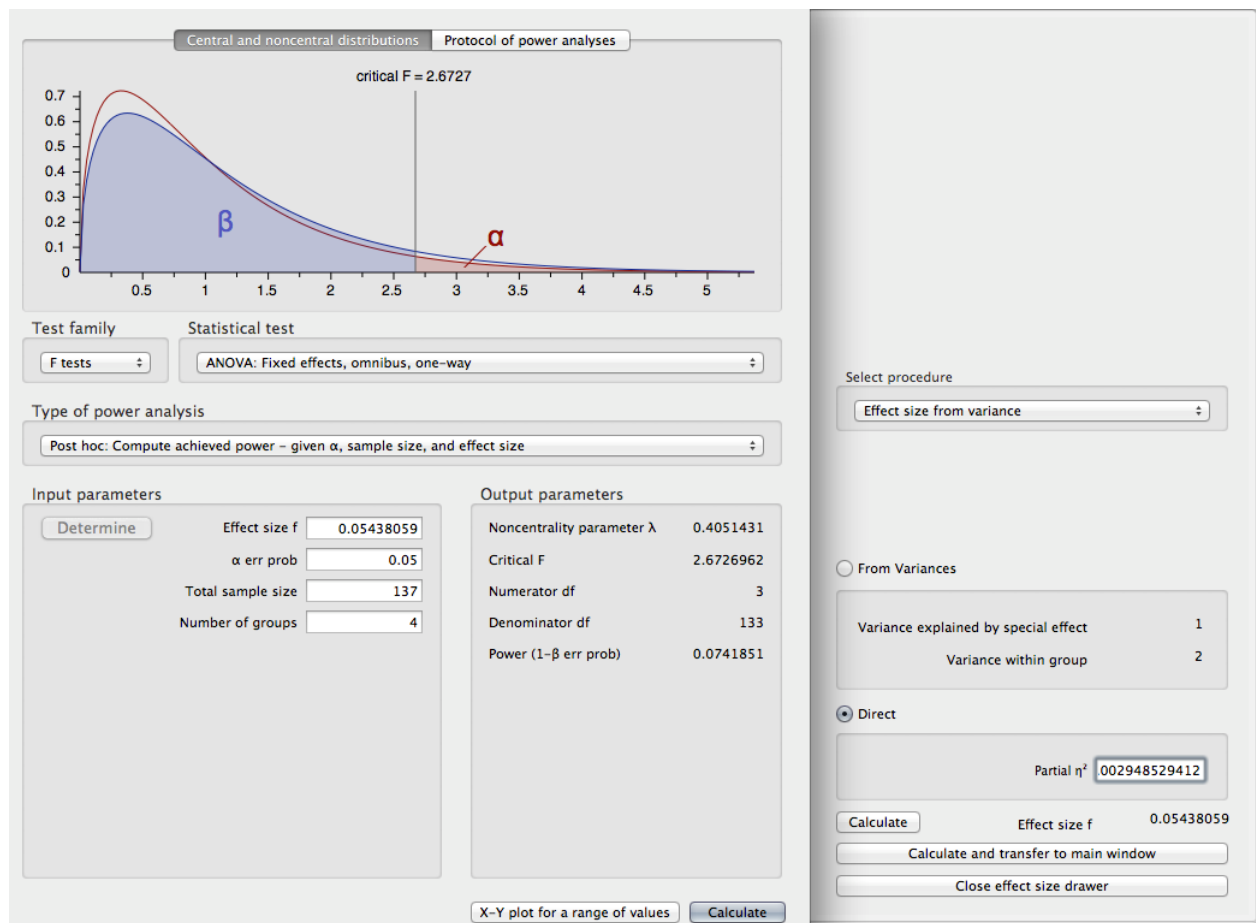 Central and noncentral distributions Protocol of power analyses
critical F = 2.6727
0.7
0.6
0.5
0.4
0.3
0.2
0.1
0
β
α
0.5 1 1.5 2 2.5 3 3.5 4 4.5 5
Test family Statistical test
F tests ANOVA: Fixed effects, omnibus, one-way
Type of power analysis
Post hoc: Compute achieved power – given α, sample size, and effect size
Input parameters
Determine Effect size f 0.05438059
α err prob 0.05
Total sample size 137
Number of groups 4
Output parameters
Noncentrality parameter λ 0.4051431
Critical F 2.6726962
Numerator df 3
Denominator df 133
Power (1-β err prob) 0.0741851
X-Y plot for a range of values Calculate
Select procedure
Effect size from variance
From Variances
Variance explained by special effect 1
Variance within group 2
Direct
Partial η² .002948529412
Calculate Effect size f 0.05438059
Calculate and transfer to main window
Close effect size drawer